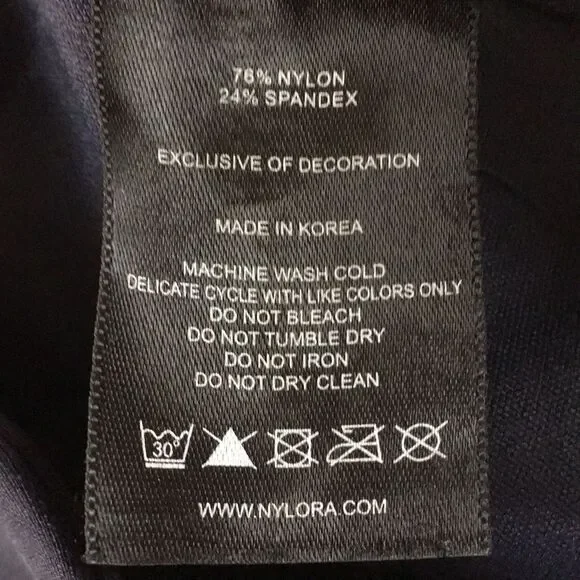 76% NYLON
24% SPANDEX
EXCLUSIVE OF DECORATION
MADE IN KOREA
MACHINE WASH COLD
DELICATE CYCLE WITH LIKE COLORS ONLY
DO NOT BLEACH
DO NOT TUMBLE DRY
DO NOT IRON
DO NOT DRY CLEAN
30°
WWW.NYLORA.COM